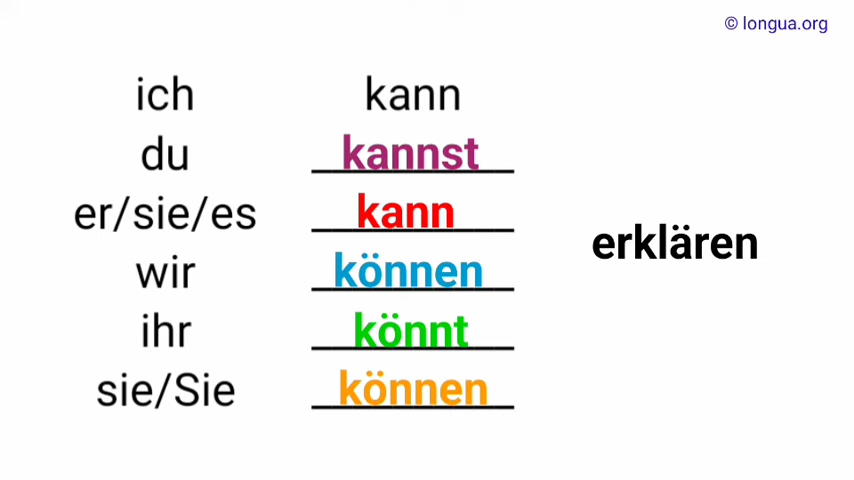 © longua.org
ich kann
du kannst
er/sie/es kann
wir können
ihr könnt
sie/Sie können
erklären